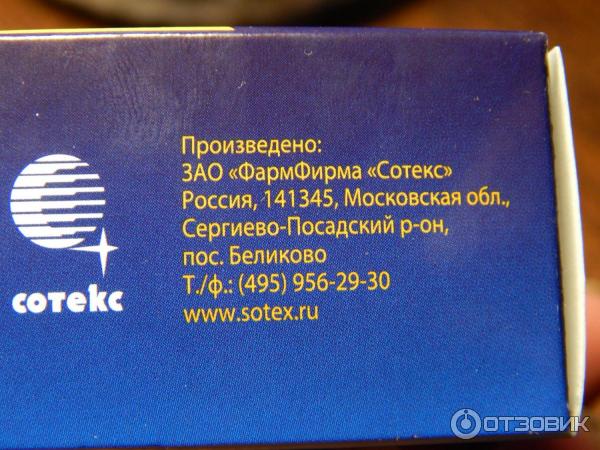 Произведено:
ЗАО «ФармФирма «Сотекс»
Россия, 141345, Московская обл.,
Сергиево-Посадский р-он,
пос. Беликово
Т./ф.: (495) 956-29-30
www.sotex.ru
сотекс
ОТЗОВИК